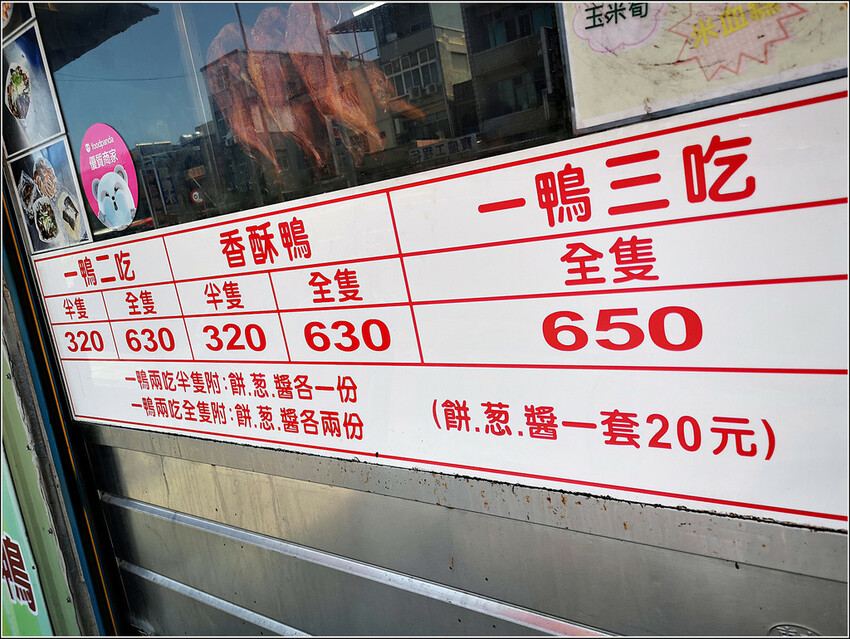 玉米筍
米血糕
foodpanda
優質商家
一鴨二吃 香酥鴨 一鴨三吃
半隻 全隻 半隻 全隻 全隻
320 630 320 630 650
一鴨兩吃半隻附:餅.葱.醬各一份
一鴨兩吃全隻附:餅.葱.醬各兩份
(餅.葱.醬一套20元)
鴨